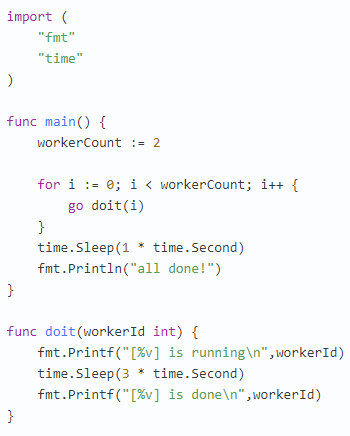 import (
    "fmt"
    "time"
)

func main() {
    workerCount := 2

    for i := 0; i < workerCount; i++ {
        go doit(i)
    }
    time.Sleep(1 * time.Second)
    fmt.Println("all done!")
}

func doit(workerId int) {
    fmt.Printf("[%v] is running\n",workerId)
    time.Sleep(3 * time.Second)
    fmt.Printf("[%v] is done\n",workerId)
}